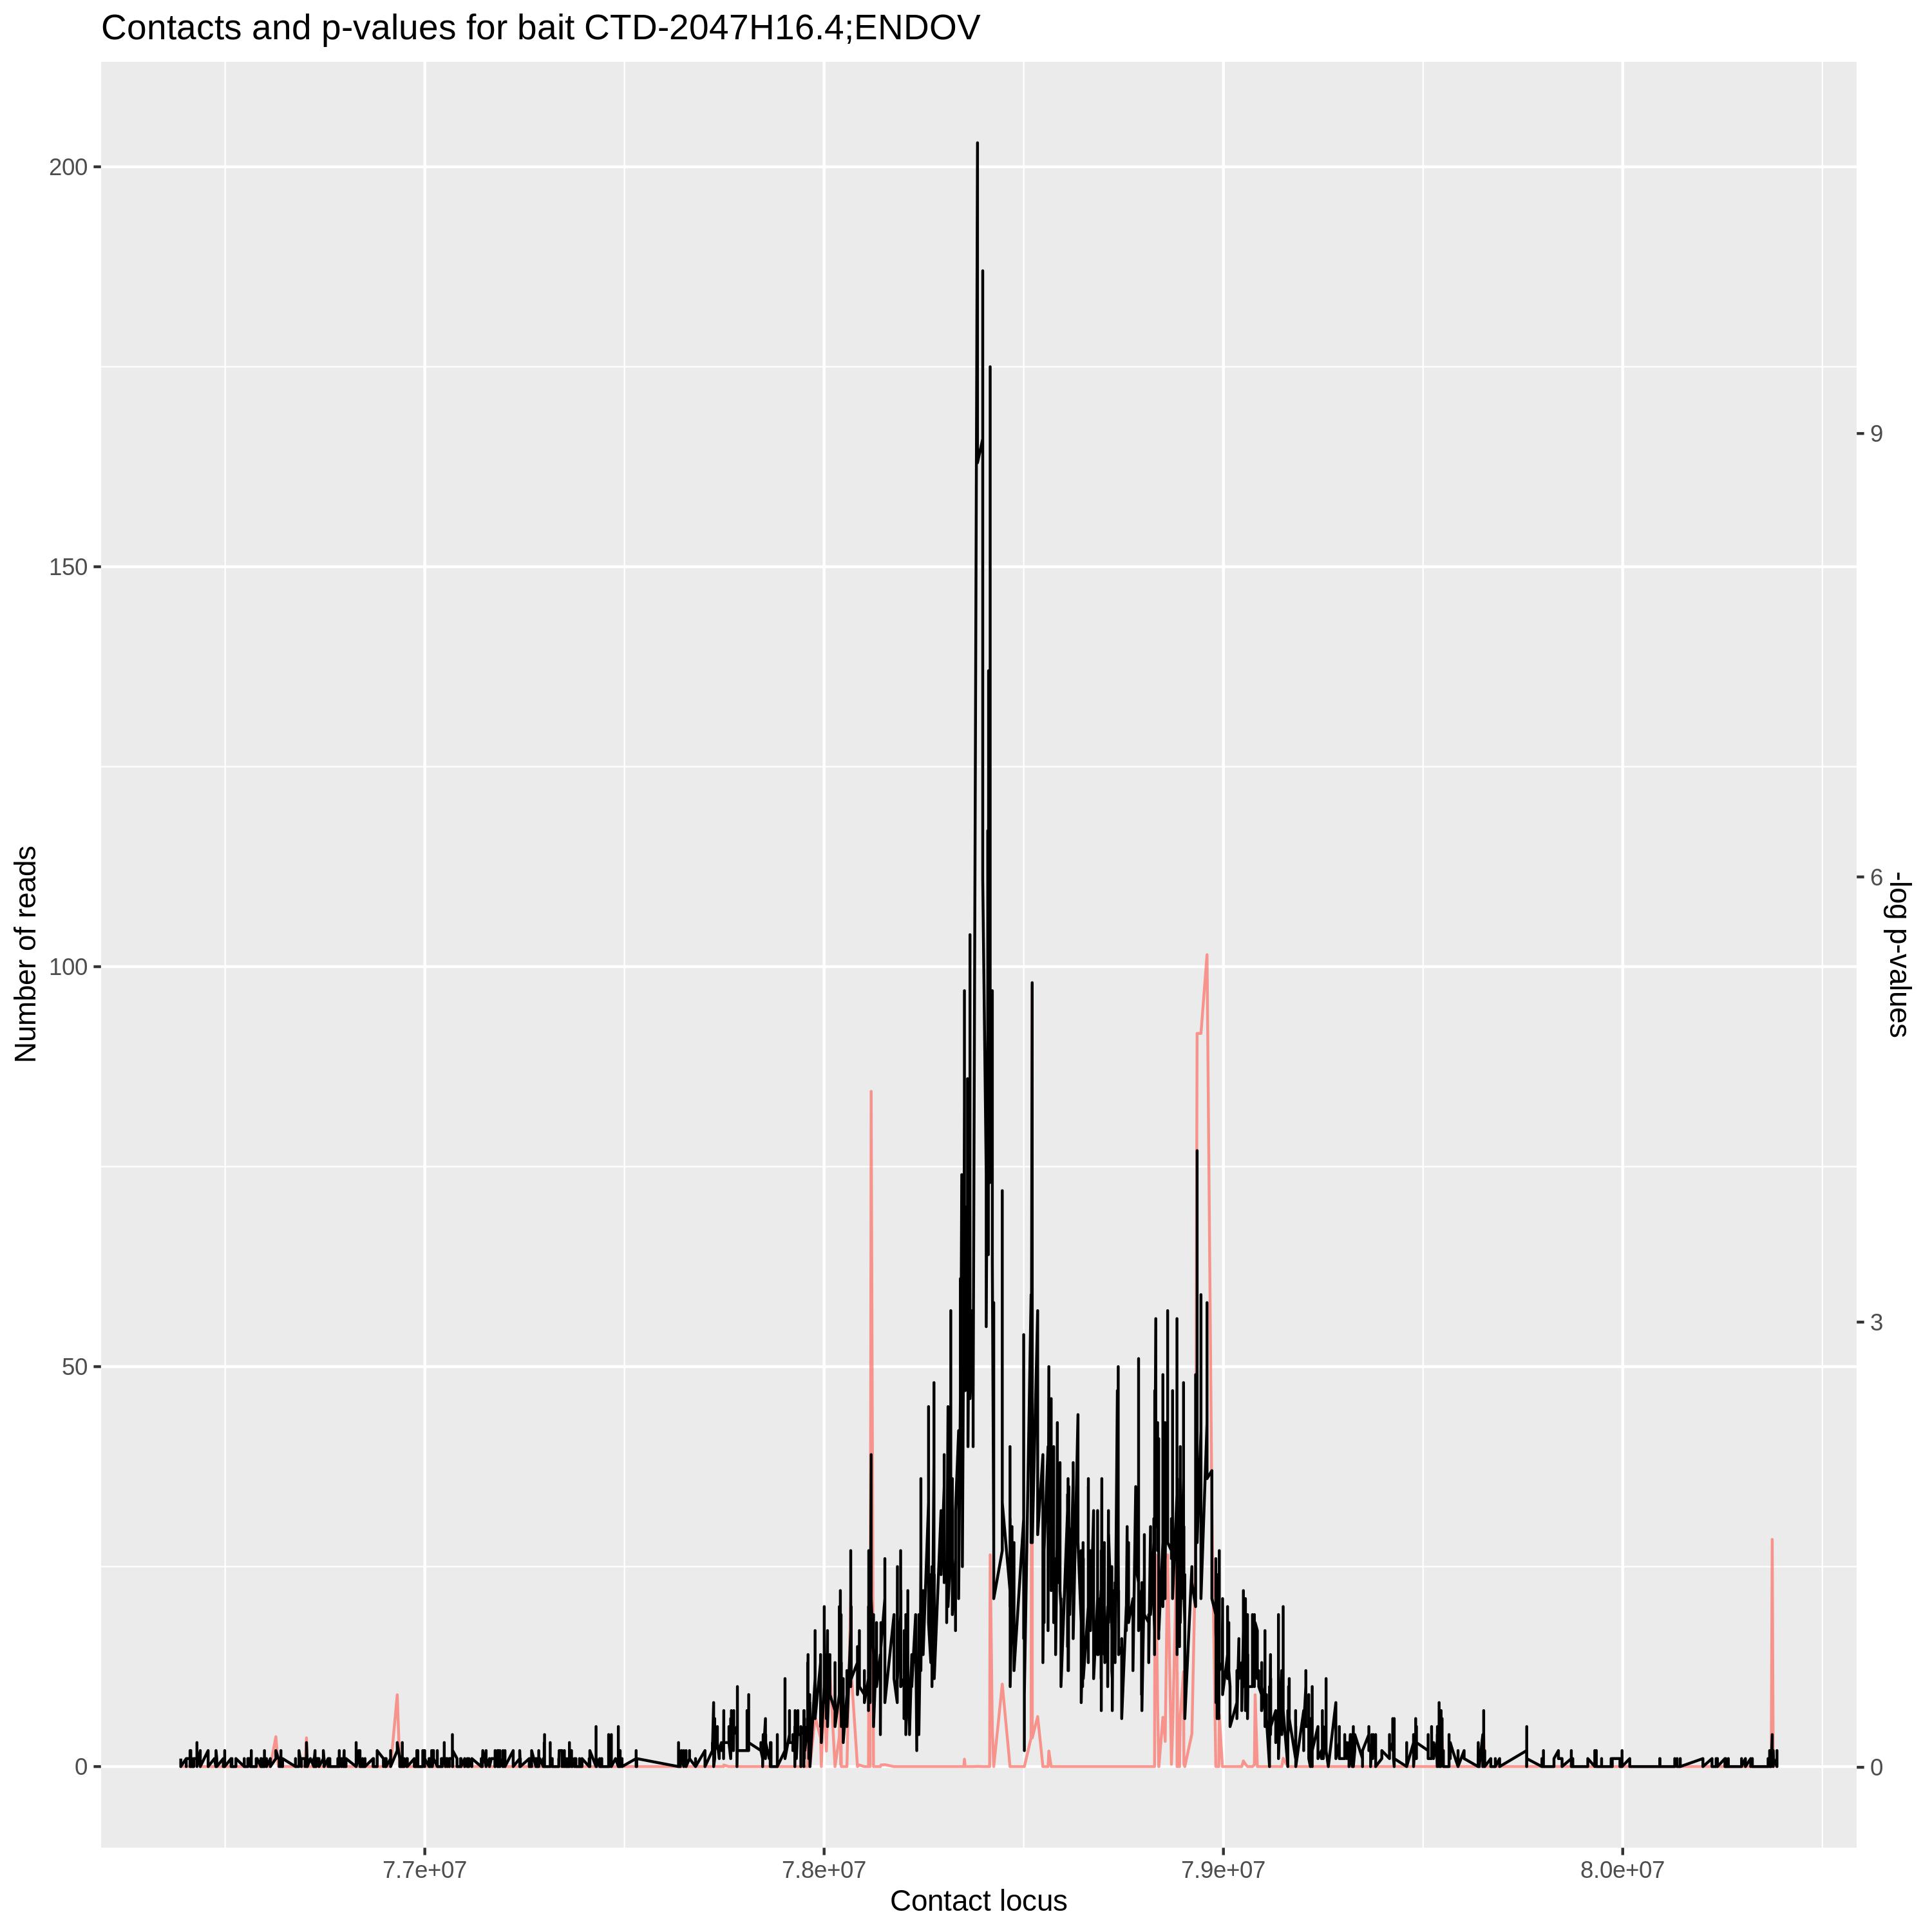 Contacts and p-values for bait CTD-2047H16.4;ENDOV
200
150
100
50
0
Number of reads
9
6
3
0
-log p-values
7.7e+07
7.8e+07
7.9e+07
8.0e+07
Contact locus